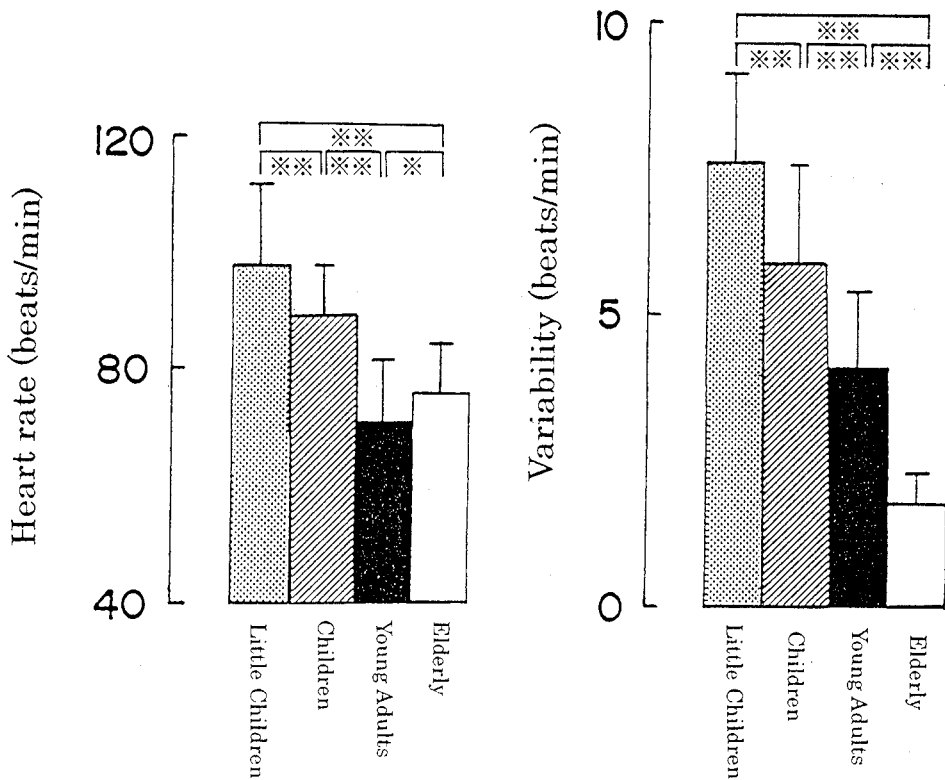 Heart rate (beats/min)
120
80
40
※※
※※ ※※ ※
Little Children
Children
Young Adults
Elderly
Variability (beats/min)
10
5
0
※※
※※ ※※ ※※
Little Children
Children
Young Adults
Elderly